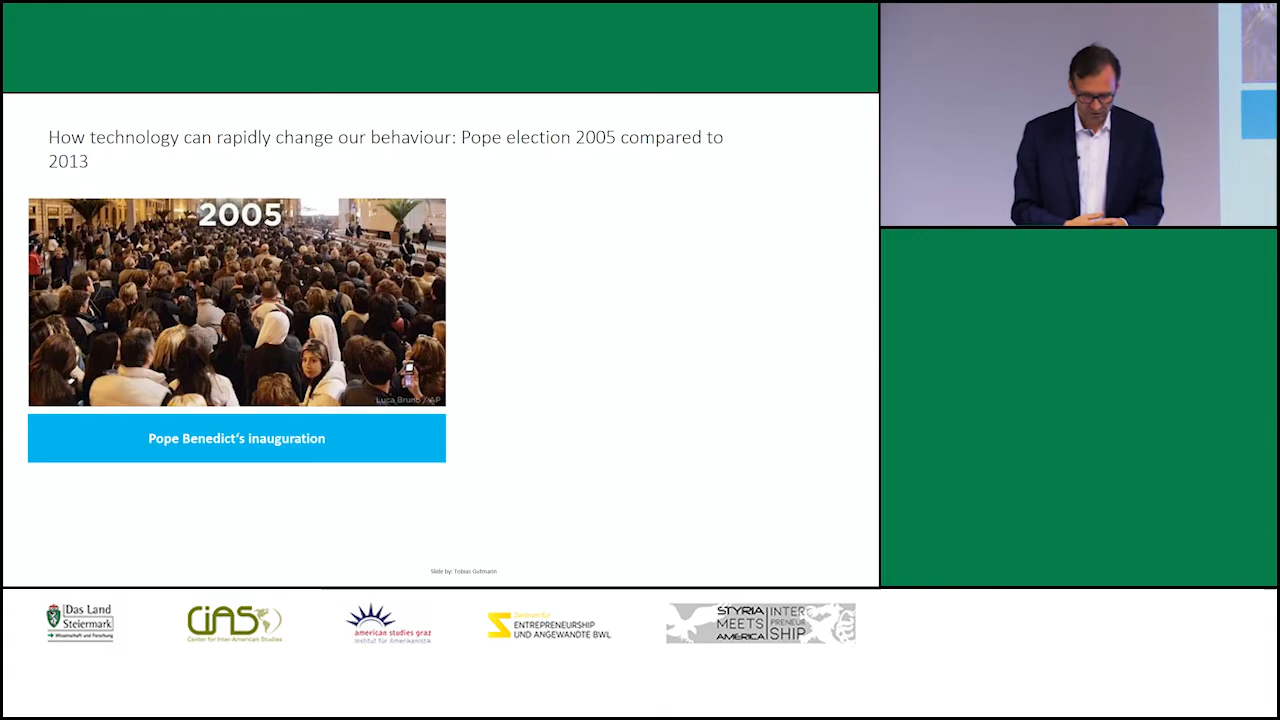 How technology can rapidly change our behaviour: Pope election 2005 compared to
2013
2005
Luca Bruno / AP
Pope Benedict‘s inauguration
Slide by: Tobias Gutmann
Das Land
Steiermark
Wissenschaft und Forschung
CIAS
Center for Inter-American Studies
american studies graz
Institut für Amerikanistik
Zentrum für
ENTREPRENEURSHIP
UND ANGEWANDTE BWL
STYRIA
MEETS
AMERICA
INTER
PRENEUR
SHIP